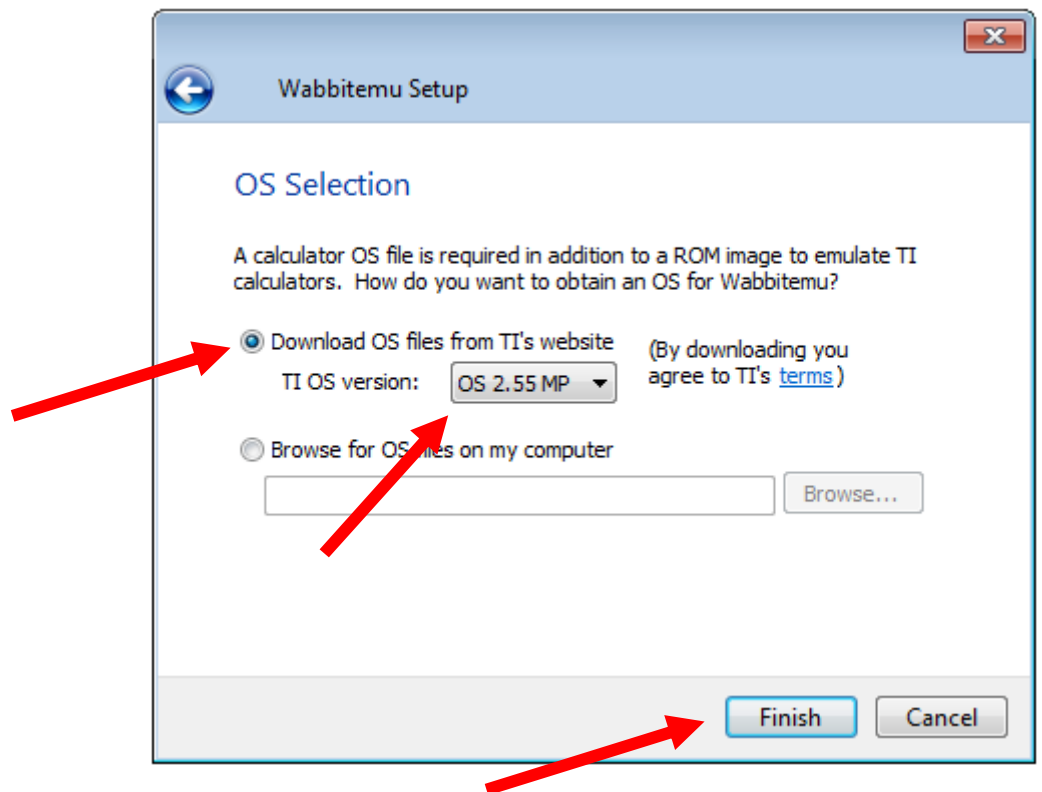 Wabbitemu Setup
OS Selection
A calculator OS file is required in addition to a ROM image to emulate TI
calculators.  How do you want to obtain an OS for Wabbitemu?
Download OS files from TI's website
(By downloading you
TI OS version:
OS 2.55 MP
agree to TI's terms)
Browse for OS files on my computer
Browse...
Finish
Cancel